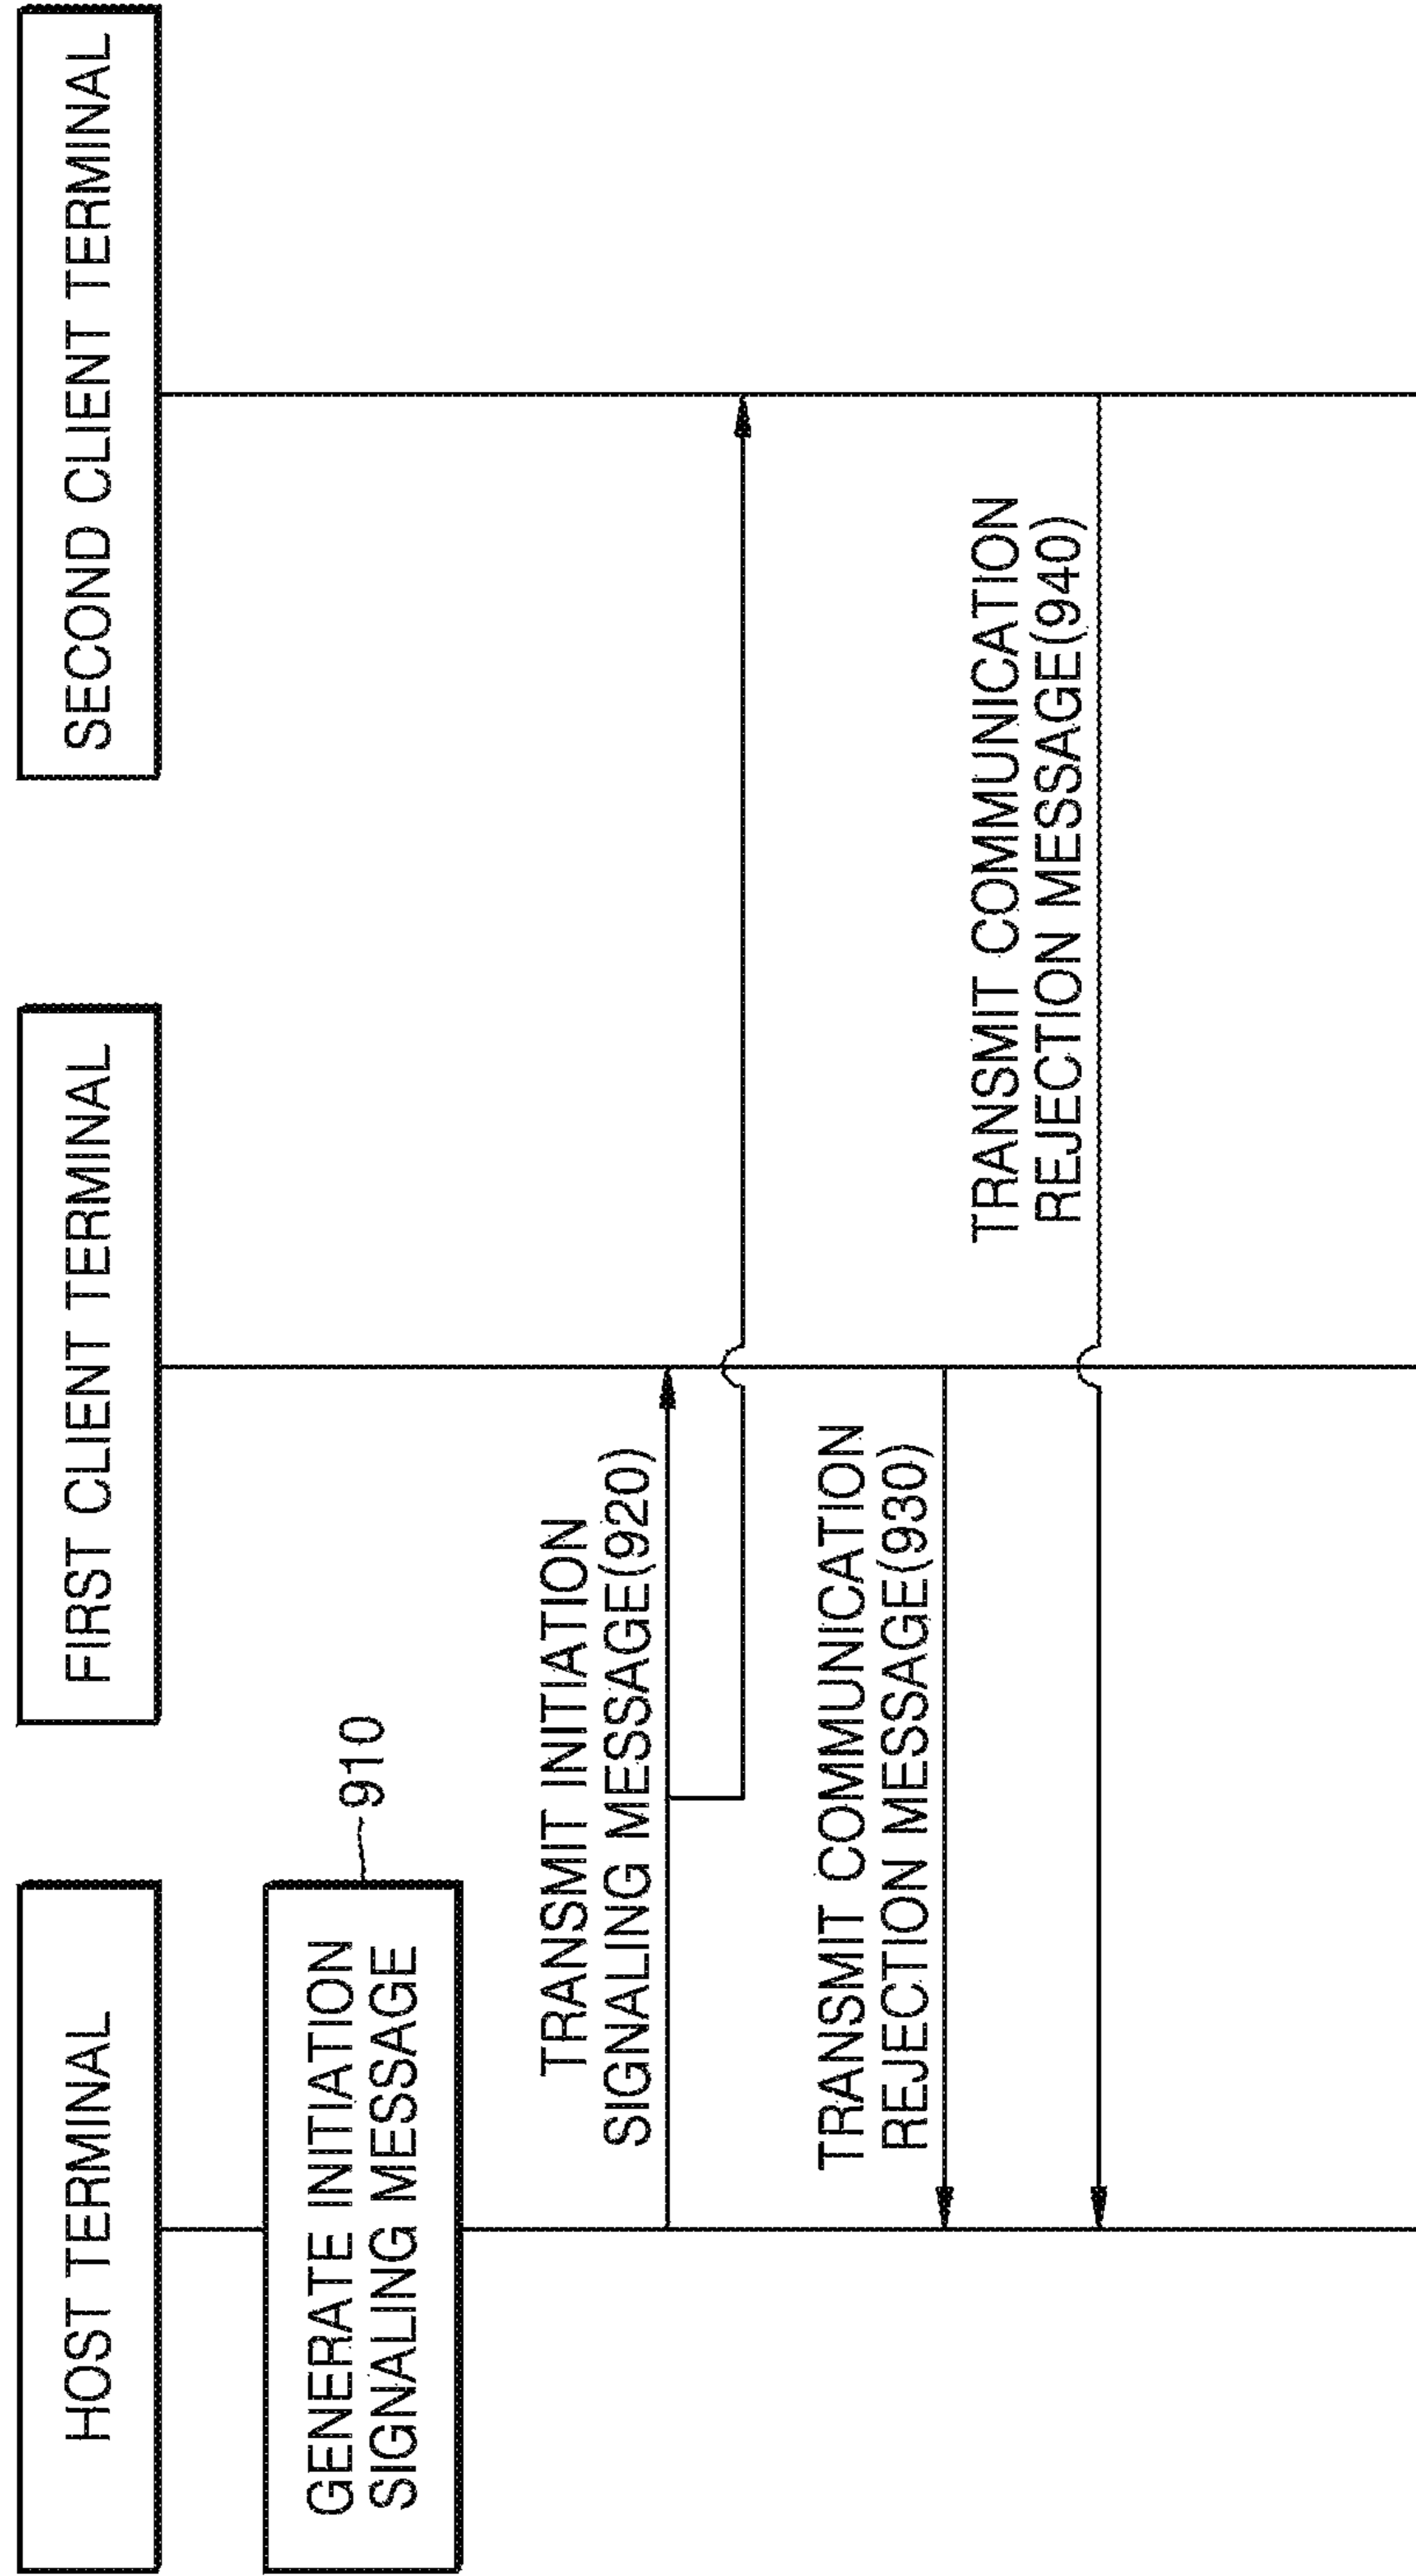 HOST TERMINAL
FIRST CLIENT TERMINAL
SECOND CLIENT TERMINAL
GENERATE INITIATION
SIGNALING MESSAGE
910
TRANSMIT INITIATION
SIGNALING MESSAGE(920)
TRANSMIT COMMUNICATION
REJECTION MESSAGE(930)
TRANSMIT COMMUNICATION
REJECTION MESSAGE(940)